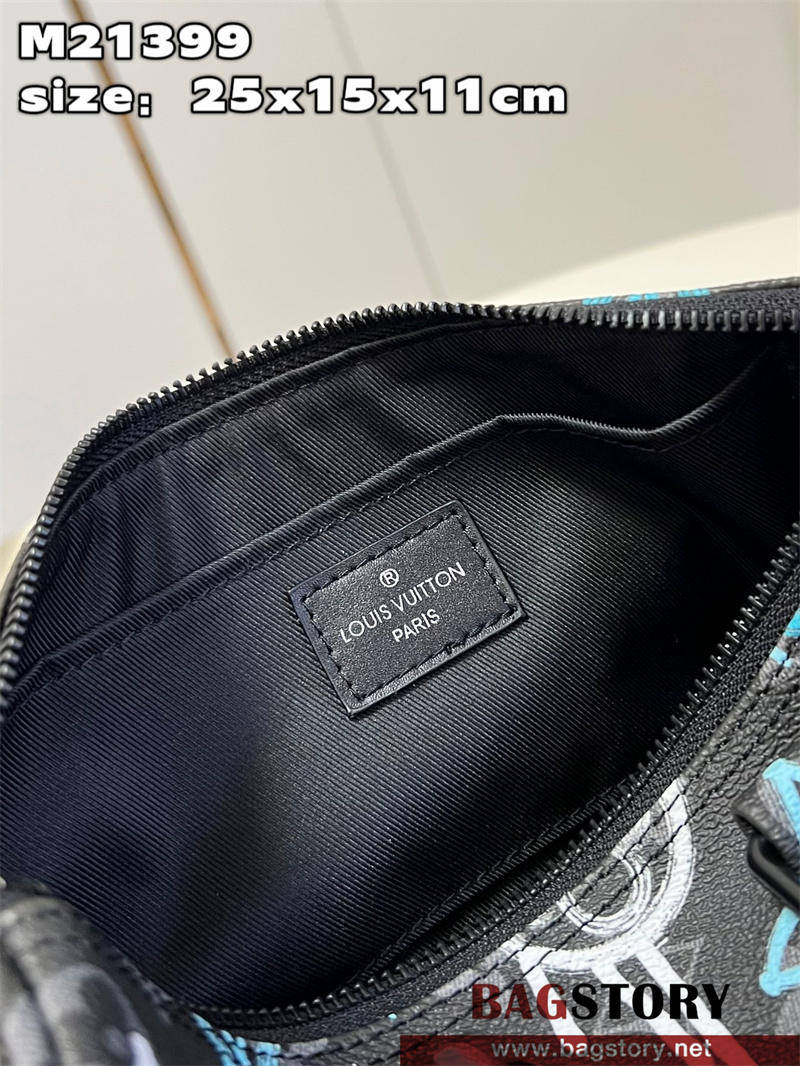 M21399
size: 25x15x11cm
®
LOUIS VUITTON
PARIS
BAGSTORY
www.bagstory.net